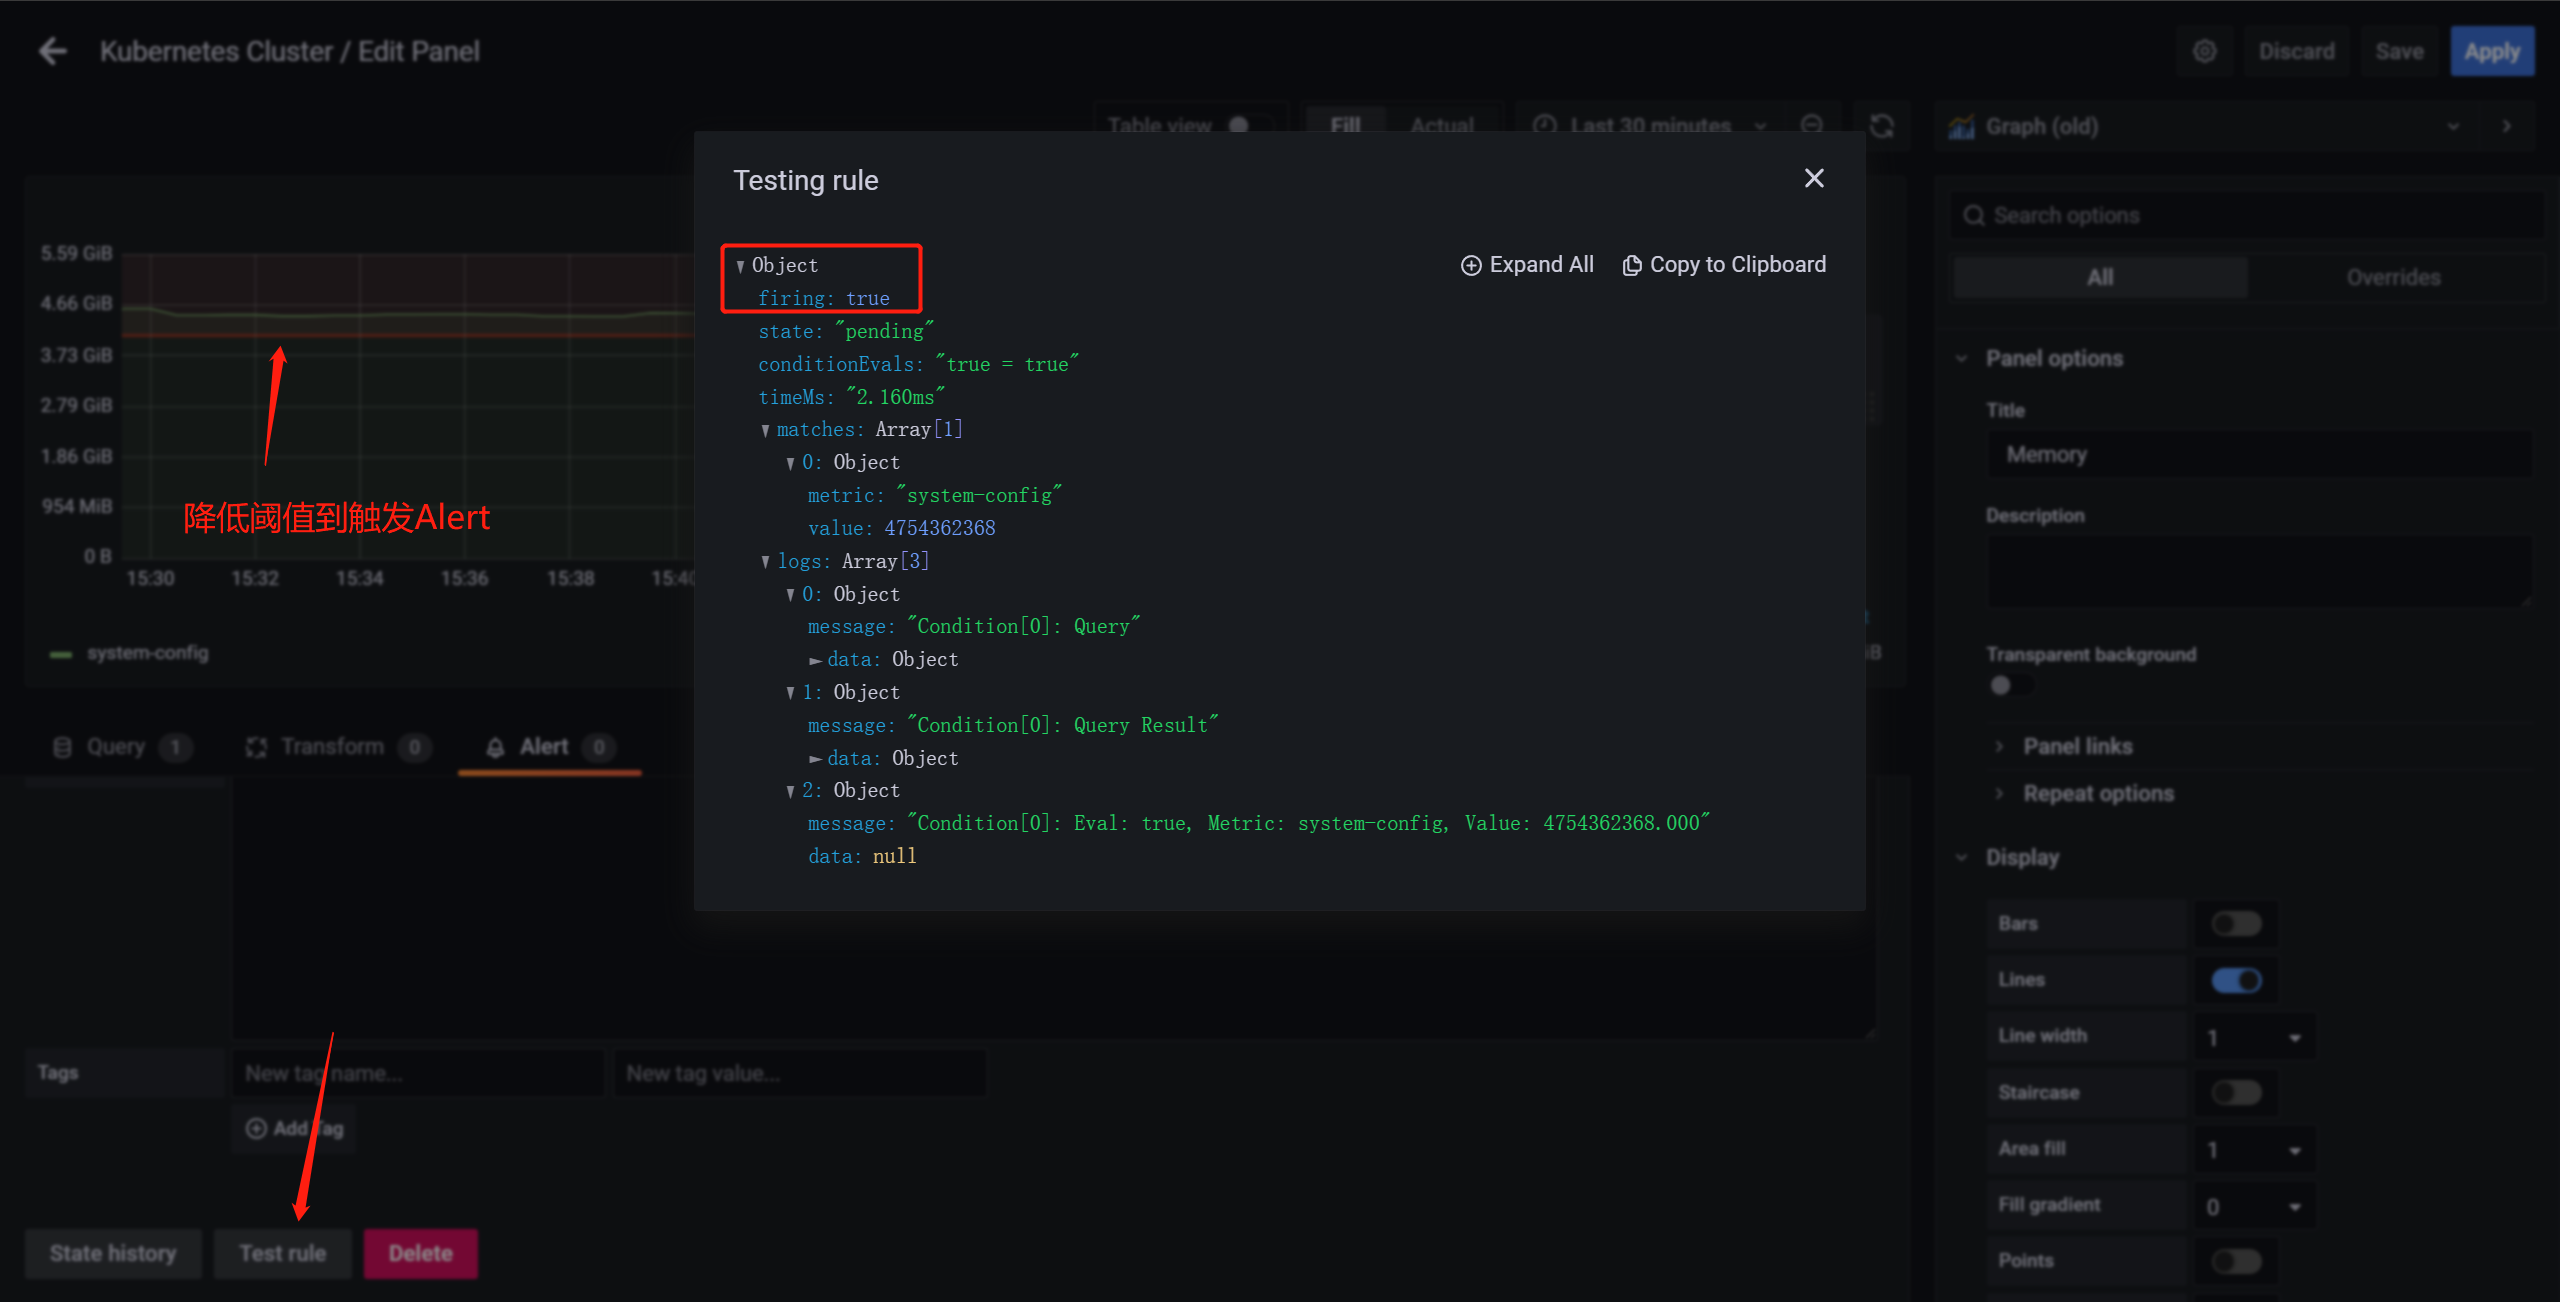 Kubernetes Cluster / Edit Panel
Discard
Save
Apply
Table view
Fill
Actual
Last 30 minutes
Graph (old)
Search options
All
Overrides
Panel options
Title
Memory
Description
Transparent background
Panel links
Repeat options
Display
Bars
Lines
Line width
1
Staircase
Area fill
1
Fill gradient
0
Points
5.59 GiB
4.66 GiB
3.73 GiB
2.79 GiB
1.86 GiB
954 MiB
0 B
15:30
15:32
15:34
15:36
15:38
15:40
降低阈值到触发Alert
system-config
Query 1
Transform 0
Alert 0
Testing rule
Expand All
Copy to Clipboard
Object
firing: true
state: "pending"
conditionEvals: "true = true"
timeMs: "2.160ms"
matches: Array[1]
0: Object
metric: "system-config"
value: 4754362368
logs: Array[3]
0: Object
message: "Condition[0]: Query"
data: Object
1: Object
message: "Condition[0]: Query Result"
data: Object
2: Object
message: "Condition[0]: Eval: true, Metric: system-config, Value: 4754362368.000"
data: null
Tags
New tag name...
New tag value...
Add Tag
State history
Test rule
Delete